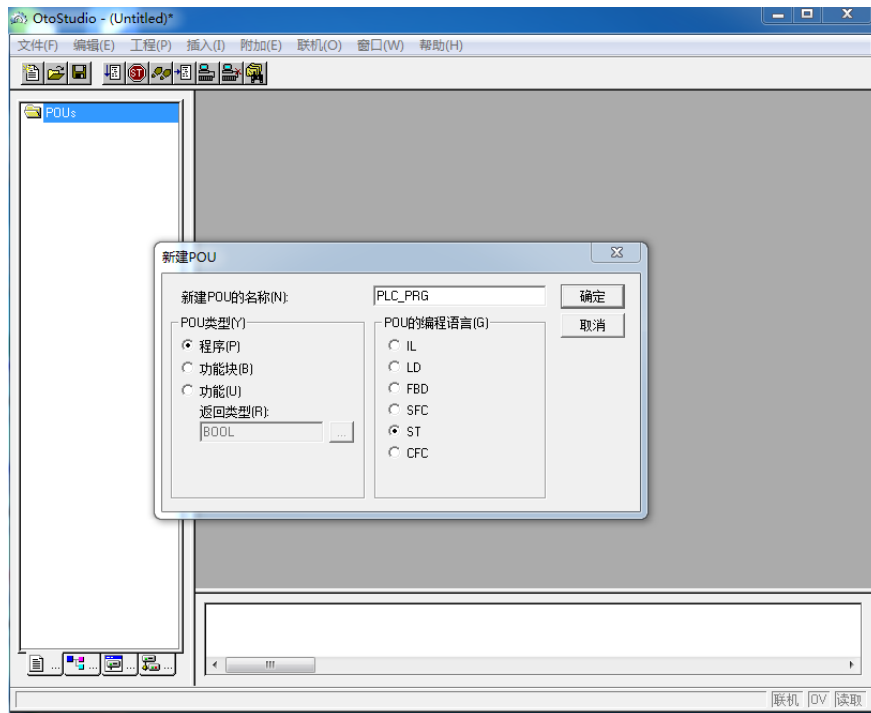 OtoStudio - (Untitled)*
文件(F) 编辑(E) 工程(P) 插入(I) 附加(E) 联机(O) 窗口(W) 帮助(H)
POUs
新建POU
新建POU的名称(N): PLC_PRG 确定
POU类型(Y) POU的编程语言(G) 取消
程序(P) IL
功能块(B) LD
功能(U) FBD
返回类型(R): SFC
BOOL ... ST
CFC
... ... ... ...
联机 OV 读取